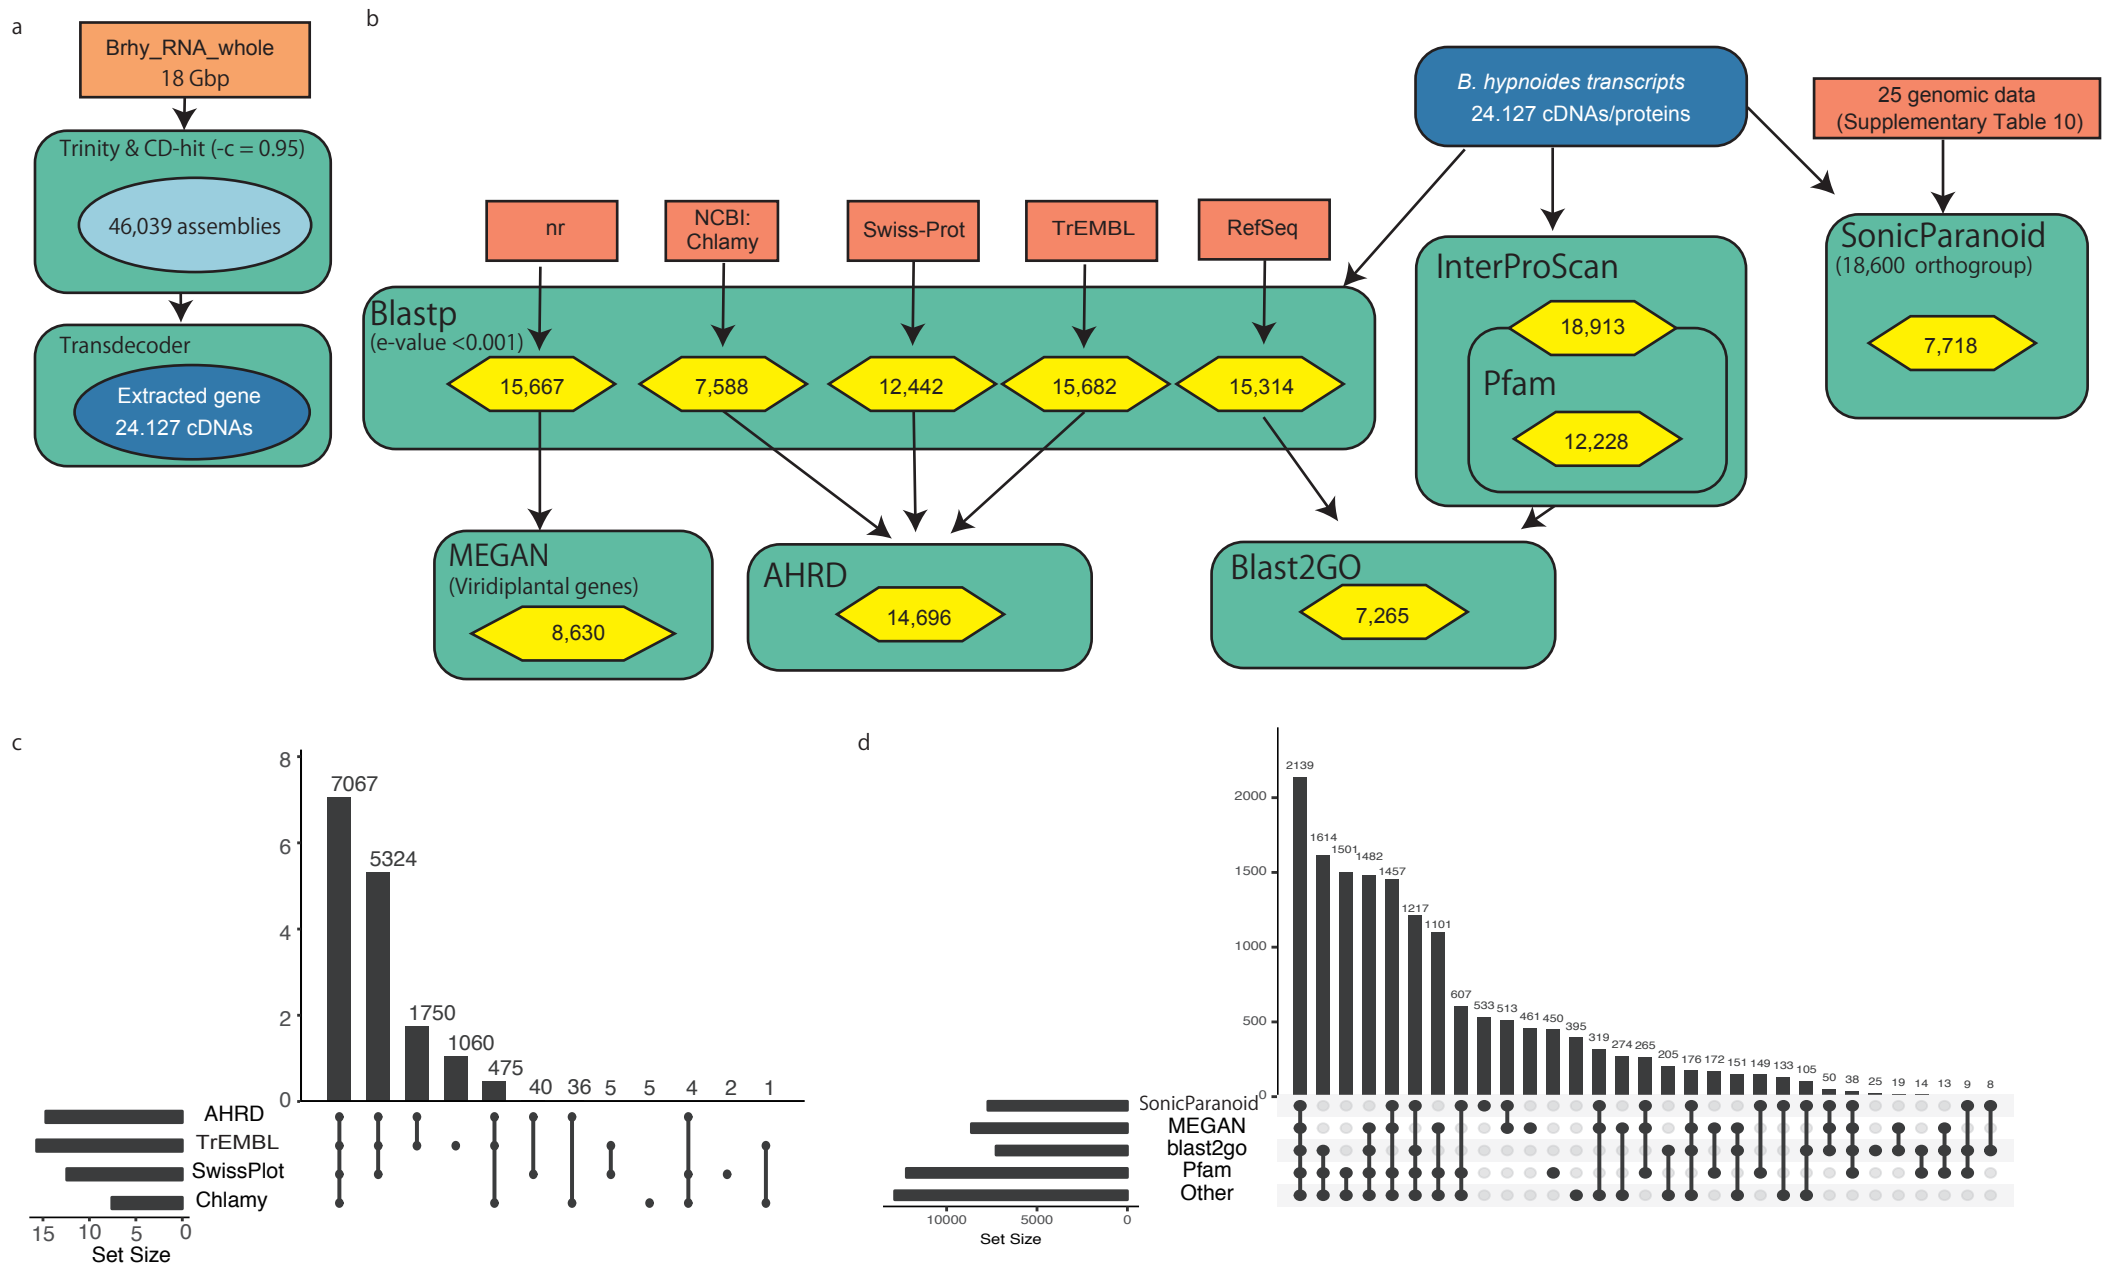 a
Brhy_RNA_whole
18 Gbp
Trinity & CD-hit (-c = 0.95)
46,039 assemblies
Transdecoder
Extracted gene
24.127 cDNAs
b
B. hypnoides transcripts
24.127 cDNAs/proteins
25 genomic data
(Supplementary Table 10)
nr
NCBI:
Chlamy
Swiss-Prot
TrEMBL
RefSeq
Blastp
(e-value <0.001)
15,667
7,588
12,442
15,682
15,314
InterProScan
18,913
Pfam
12,228
SonicParanoid
(18,600 orthogroup)
7,718
MEGAN
(Viridiplantal genes)
8,630
AHRD
14,696
Blast2GO
7,265
c
8
6
4
2
0
7067
5324
1750
1060
475
40
36
5
5
4
2
1
AHRD
TrEMBL
SwissPlot
Chlamy
15 10 5 0
Set Size
d
2000
1500
1000
500
0
2139
1614
1501
1482
1457
1217
1101
607
533
513
461
450
395
319
274
265
205
176
172
151
149
133
105
50
38
25
19
14
13
9
8
SonicParanoid
MEGAN
blast2go
Pfam
Other
10000 5000 0
Set Size